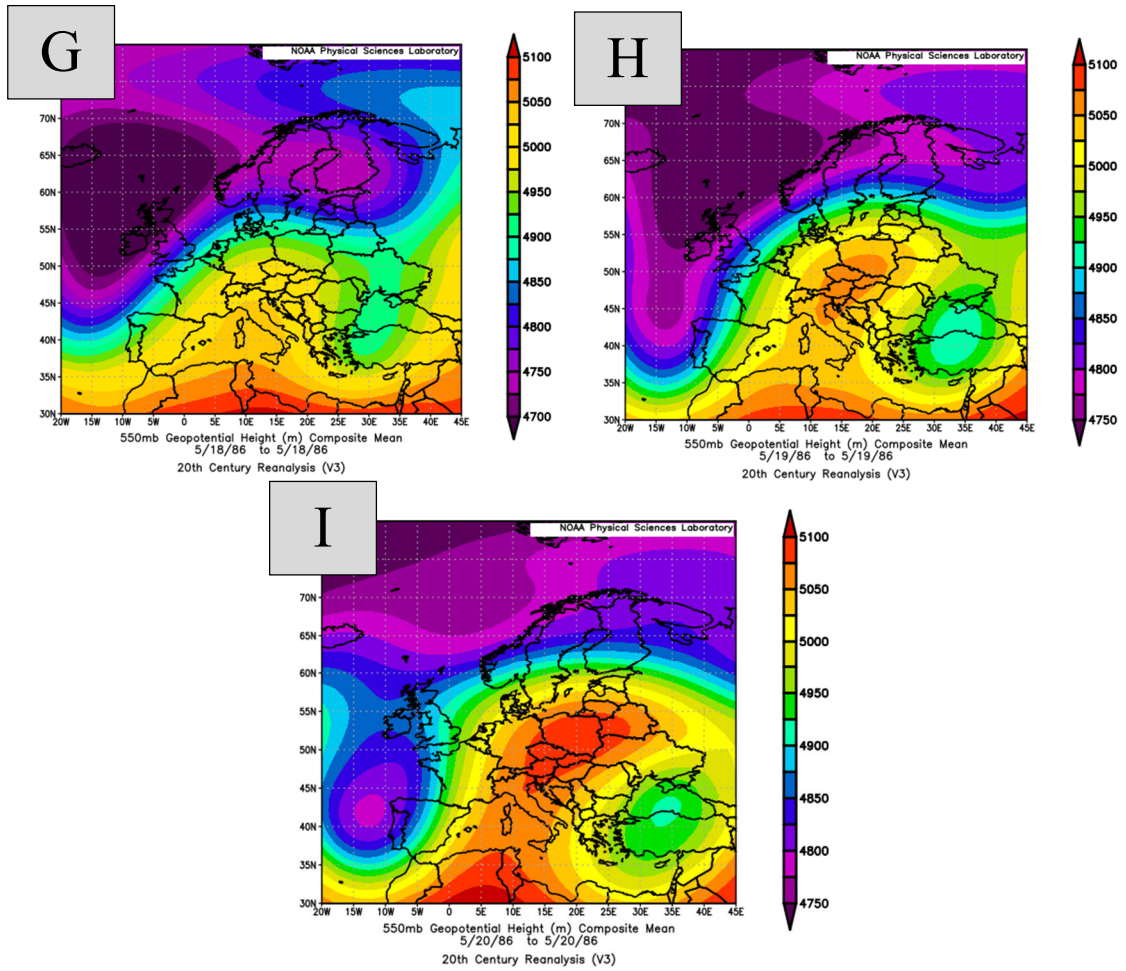 G
NOAA Physical Sciences Laboratory
70N
65N
60N
55N
50N
45N
40N
35N
30N
20W 15W 10W 5W 0 5E 10E 15E 20E 25E 30E 35E 40E 45E
5100
5050
5000
4950
4900
4850
4800
4750
4700
550mb Geopotential Height (m) Composite Mean
5/18/86 to 5/18/86
20th Century Reanalysis (V3)
H
NOAA Physical Sciences Laboratory
70N
65N
60N
55N
50N
45N
40N
35N
30N
20W 15W 10W 5W 0 5E 10E 15E 20E 25E 30E 35E 40E 45E
5100
5050
5000
4950
4900
4850
4800
4750
550mb Geopotential Height (m) Composite Mean
5/19/86 to 5/19/86
20th Century Reanalysis (V3)
I
NOAA Physical Sciences Laboratory
70N
65N
60N
55N
50N
45N
40N
35N
30N
20W 15W 10W 5W 0 5E 10E 15E 20E 25E 30E 35E 40E 45E
5100
5050
5000
4950
4900
4850
4800
4750
550mb Geopotential Height (m) Composite Mean
5/20/86 to 5/20/86
20th Century Reanalysis (V3)